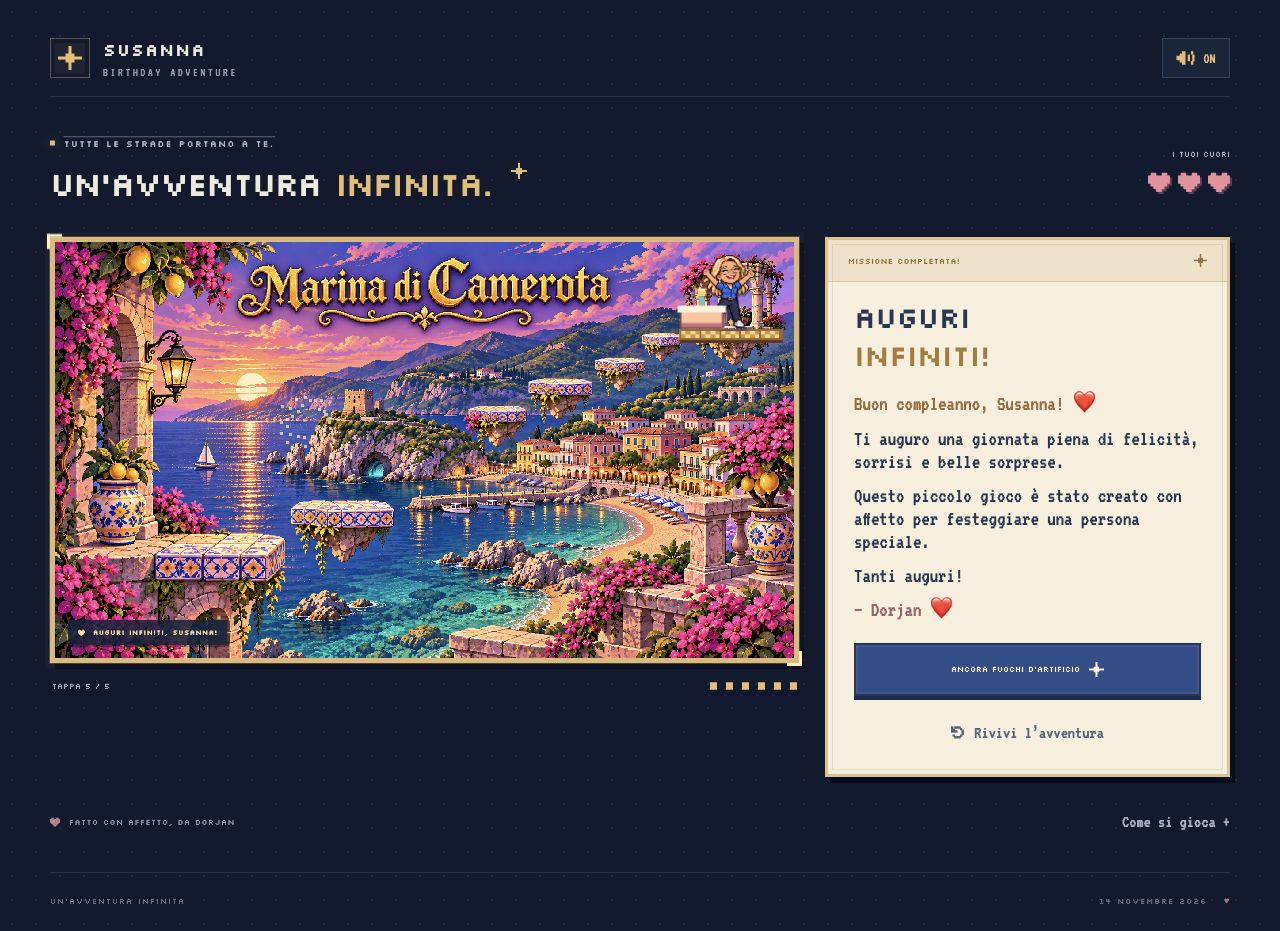 SUSANNA
BIRTHDAY ADVENTURE
ON
TUTTE LE STRADE PORTANO A TE.
UN'AVVENTURA INFINITA.
I TUOI CUORI
Marina di Camerota
AUGURI INFINITI, SUSANNA!
TAPPA 5 / 5
MISSIONE COMPLETATA!
AUGURI
INFINITI!
Buon compleanno, Susanna! ❤️
Ti auguro una giornata piena di felicità,
sorrisi e belle sorprese.
Questo piccolo gioco è stato creato con
affetto per festeggiare una persona
speciale.
Tanti auguri!
– Dorjan ❤️
ANCORA FUOCHI D'ARTIFICIO
Rivivi l'avventura
FATTO CON AFFETTO, DA DORJAN
Come si gioca +
UN'AVVENTURA INFINITA
14 NOVEMBRE 2026 ♥